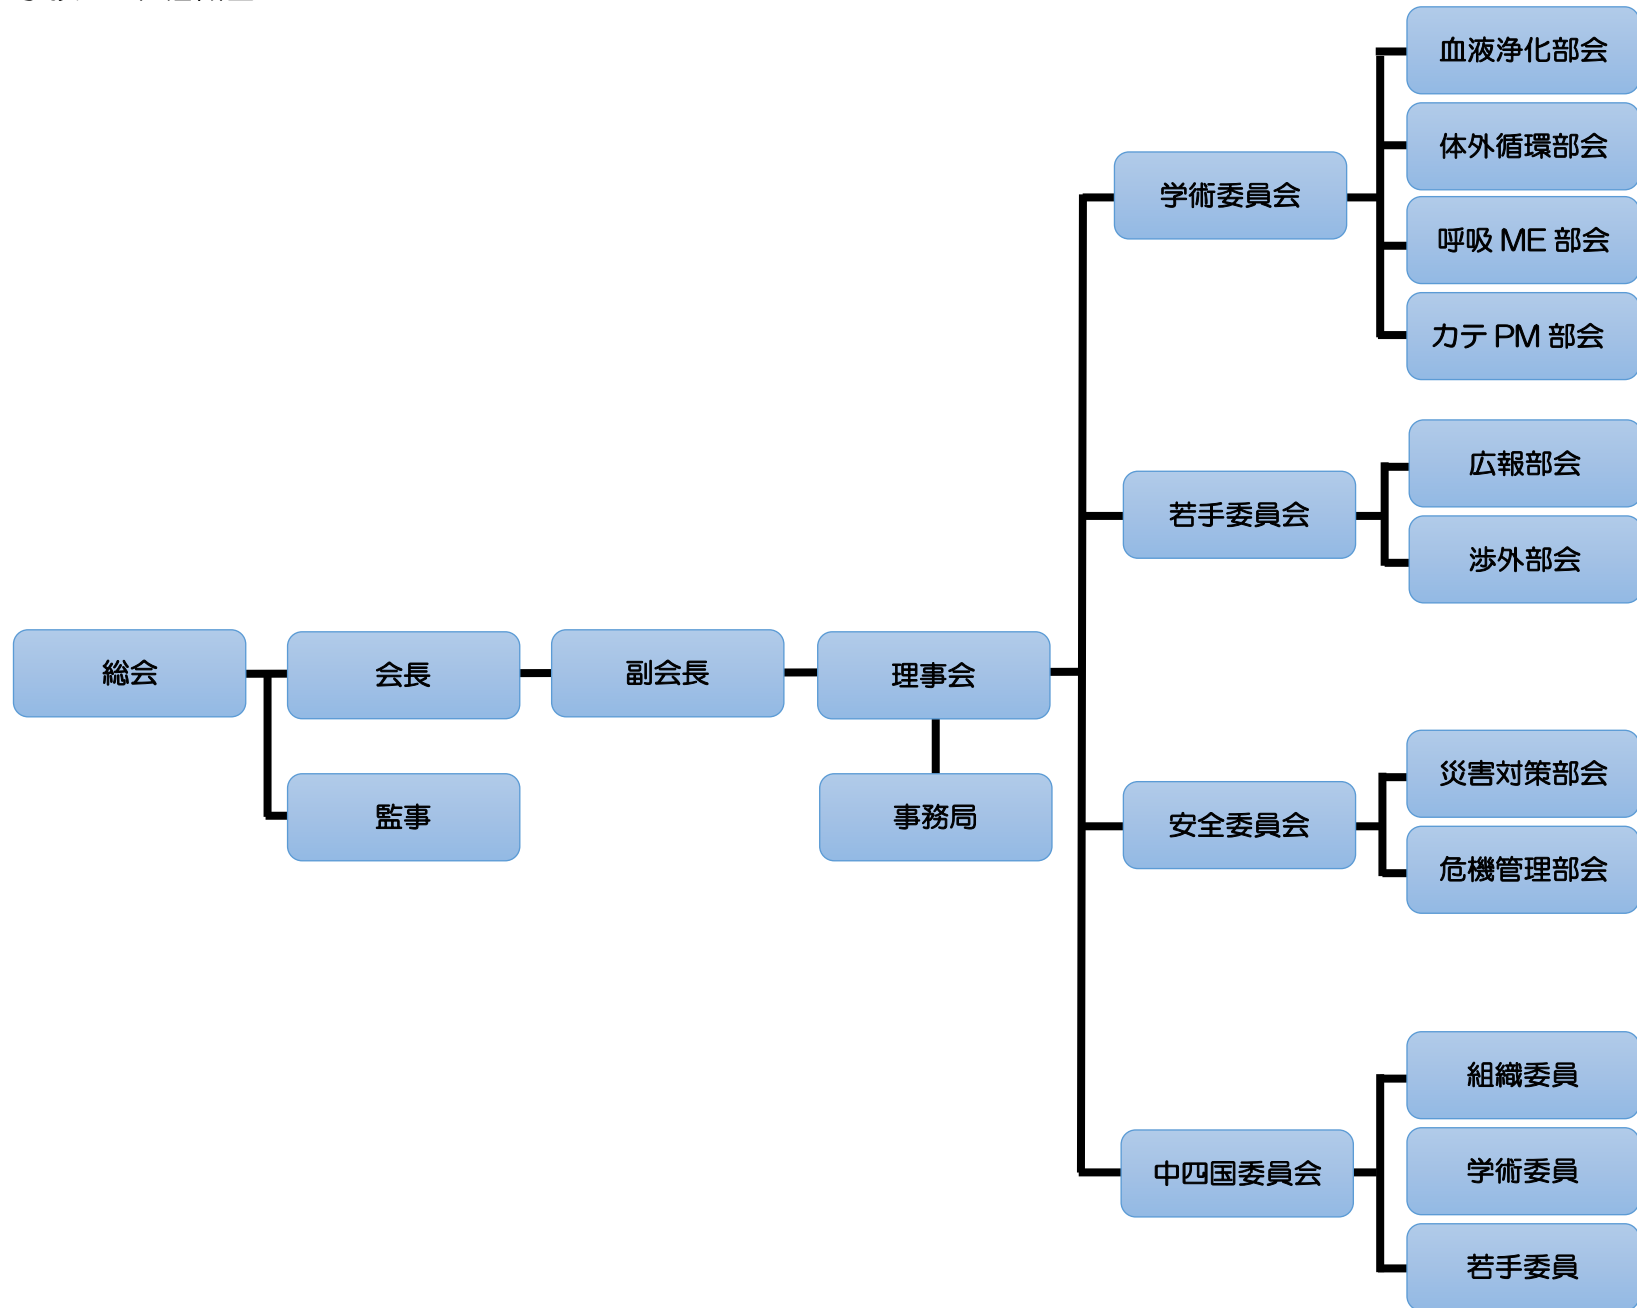 血液浄化部会
体外循環部会
学術委員会
呼吸 ME 部会
カテ PM 部会
広報部会
若手委員会
渉外部会
総会
会長
副会長
理事会
監事
事務局
災害対策部会
安全委員会
危機管理部会
組織委員
中四国委員会
学術委員
若手委員